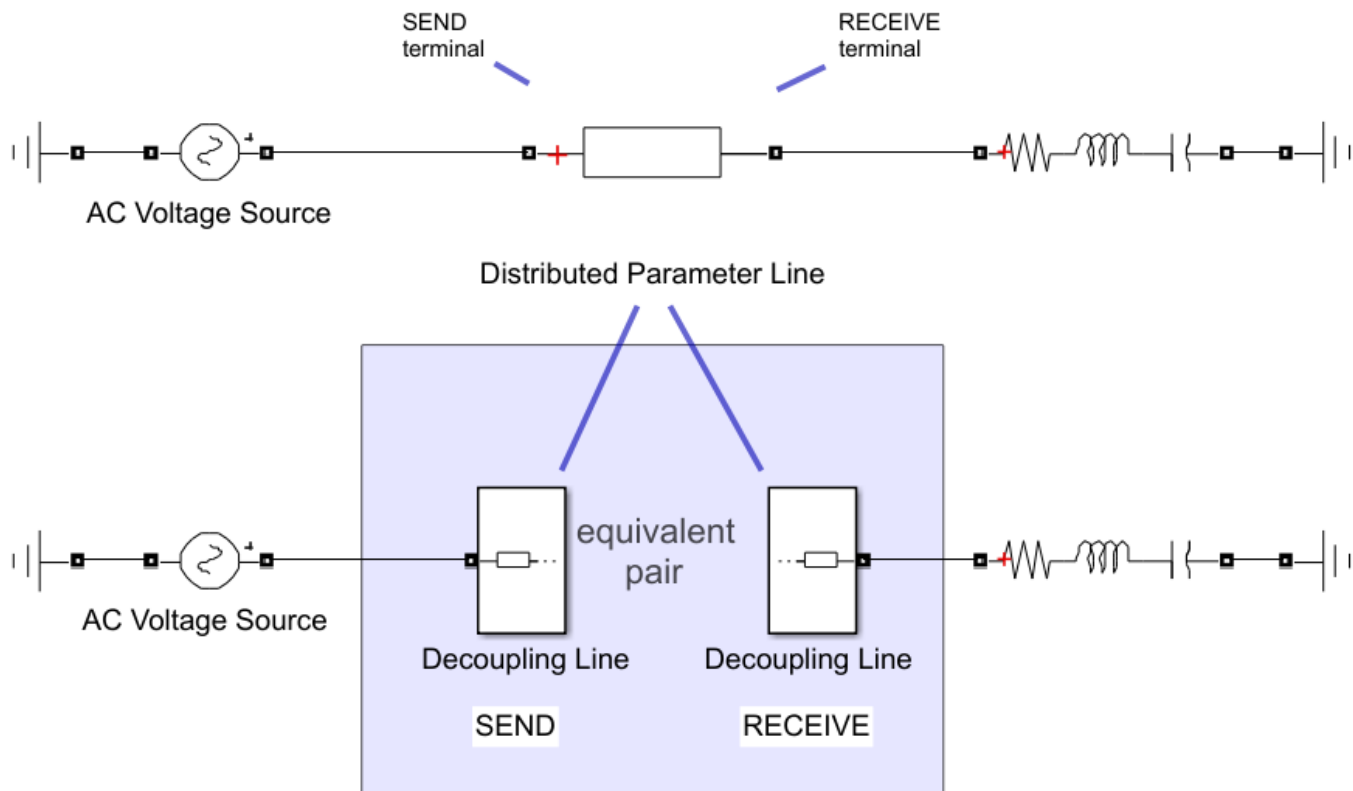 SEND
terminal
RECEIVE
terminal
AC Voltage Source
Distributed Parameter Line
equivalent
pair
AC Voltage Source
Decoupling Line
Decoupling Line
SEND
RECEIVE